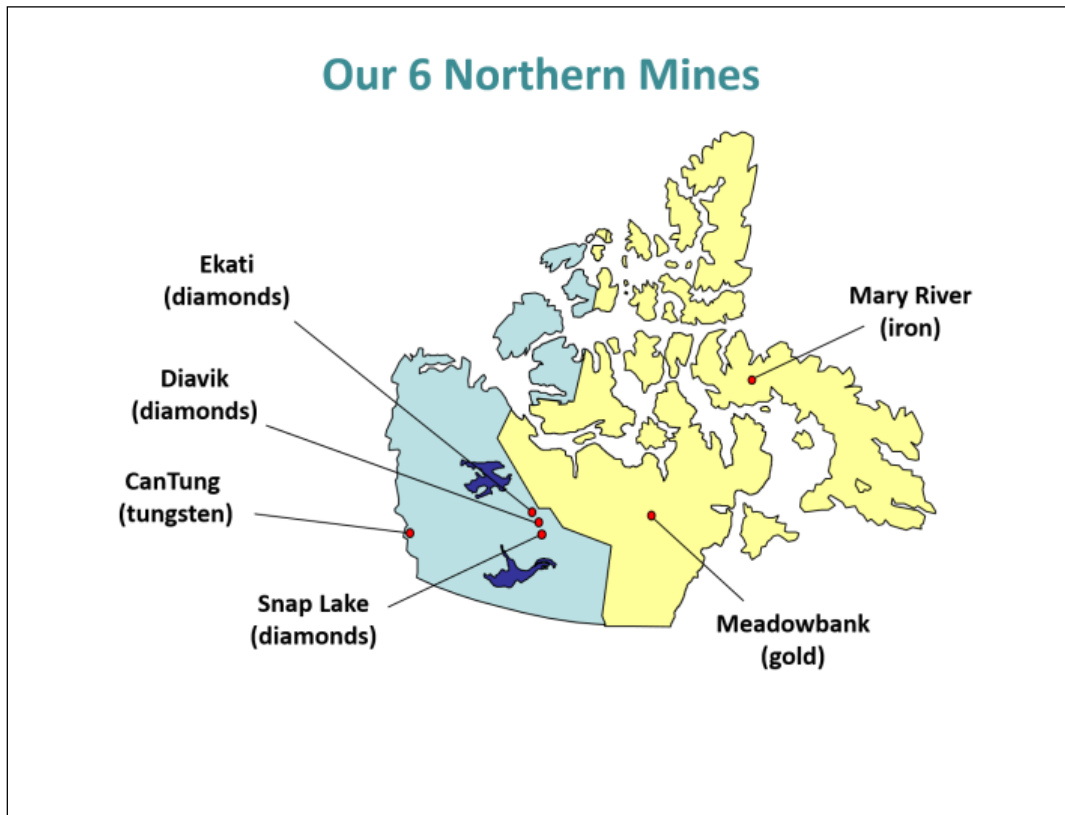 Our 6 Northern Mines
Ekati
(diamonds)
Mary River
(iron)
Diavik
(diamonds)
CanTung
(tungsten)
Snap Lake
(diamonds)
Meadowbank
(gold)